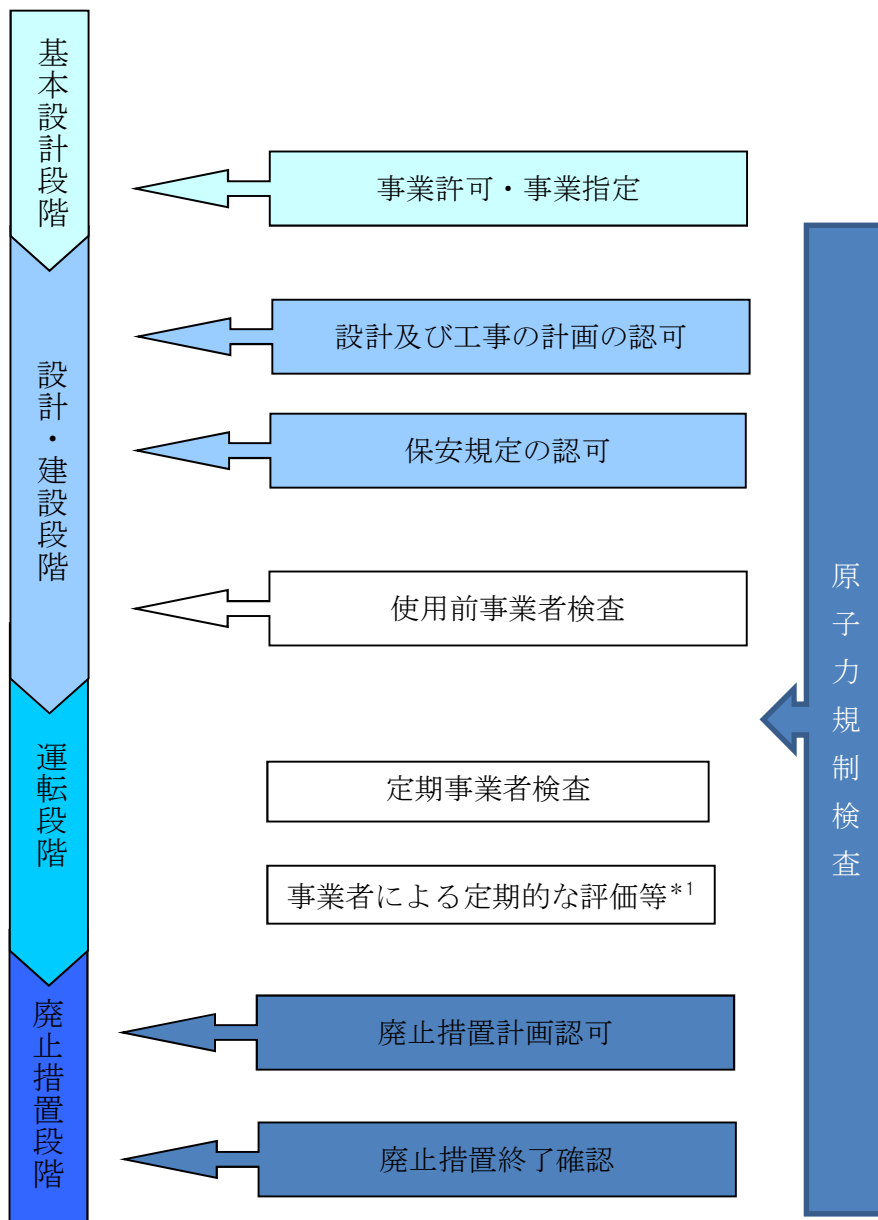 基本設計段階
事業許可・事業指定
設計・建設段階
設計及び工事の計画の認可
保安規定の認可
使用前事業者検査
運転段階
定期事業者検査
事業者による定期的な評価等*1
廃止措置段階
廃止措置計画認可
廃止措置終了確認
原子力規制検査